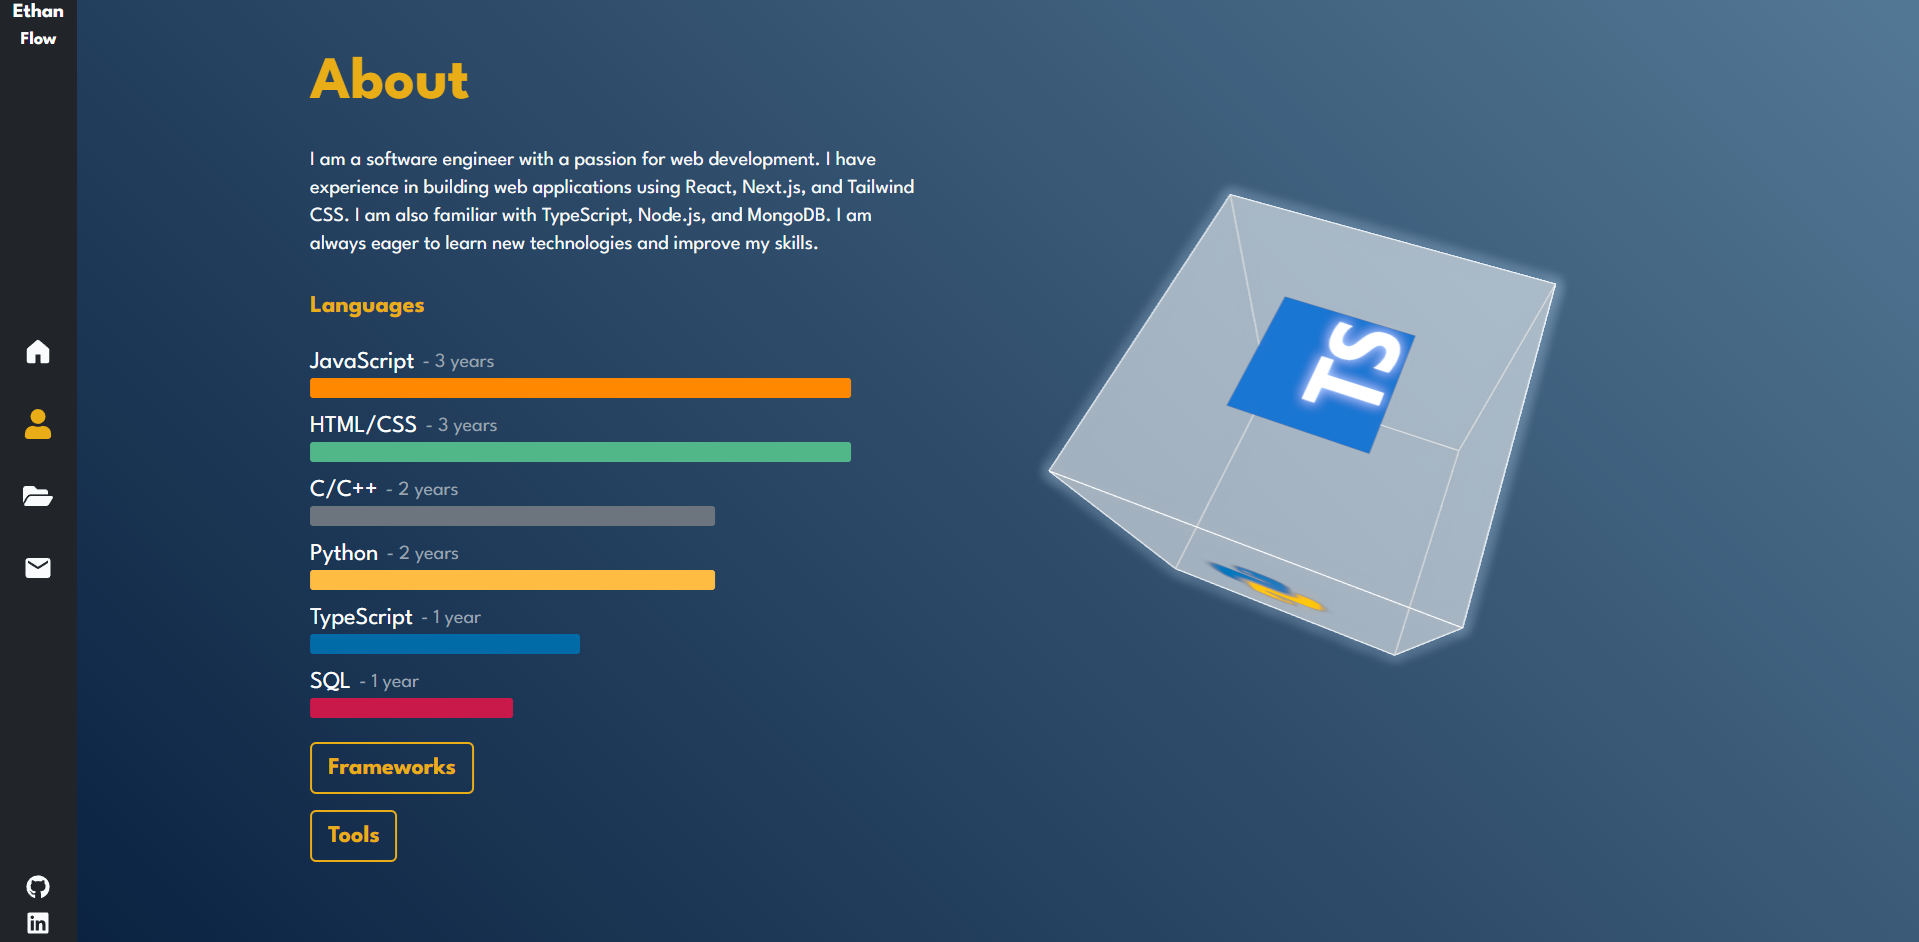 Ethan
Flow
About
I am a software engineer with a passion for web development. I have
experience in building web applications using React, Next.js, and Tailwind
CSS. I am also familiar with TypeScript, Node.js, and MongoDB. I am
always eager to learn new technologies and improve my skills.
Languages
JavaScript - 3 years
HTML/CSS - 3 years
C/C++ - 2 years
Python - 2 years
TypeScript - 1 year
SQL - 1 year
Frameworks
Tools
TS
in